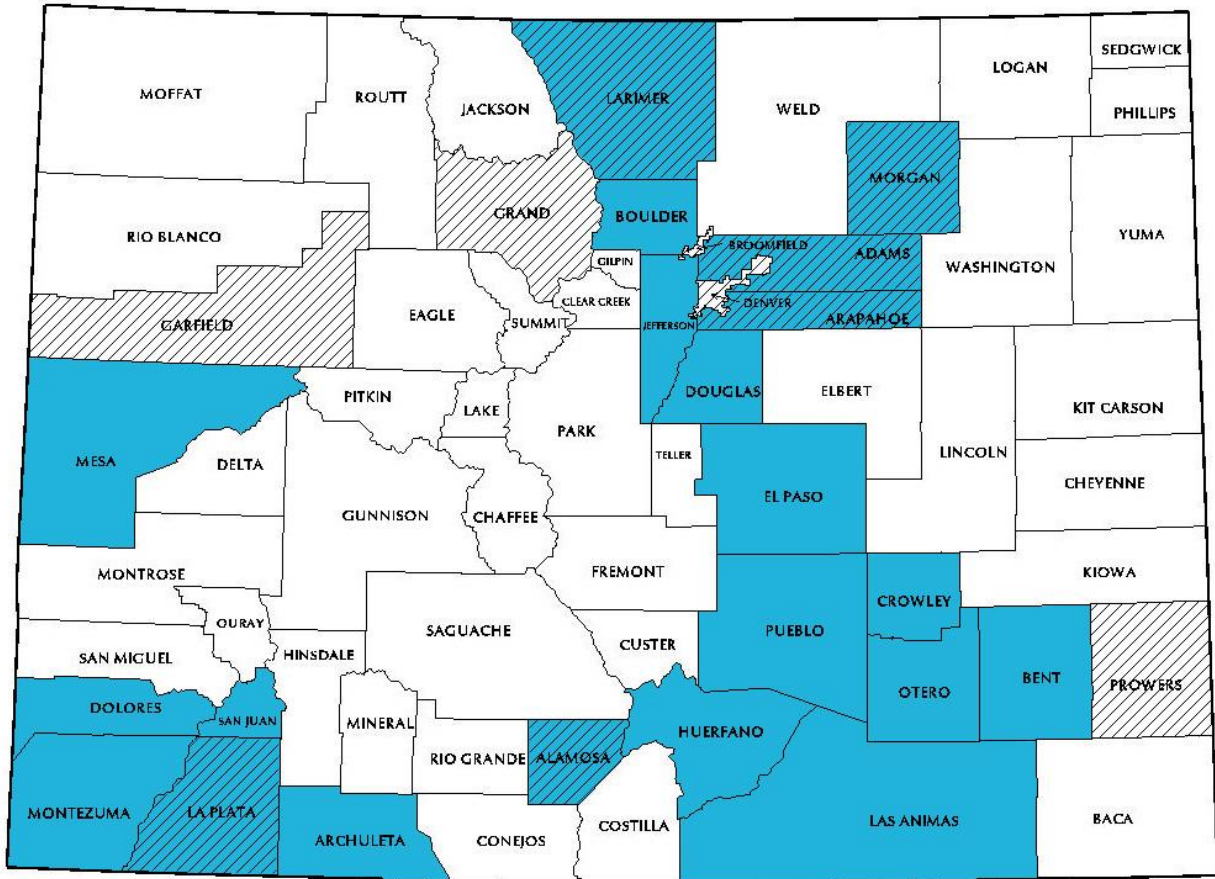 SEDGWICK
LOGAN
MOFFAT
ROUTT
JACKSON
LARIMER
WELD
PHILLIPS
MORGAN
GRAND
BOULDER
RIO BLANCO
YUMA
BROOMFIELD
ADAMS
WASHINGTON
GILPIN
CLEAR CREEK
DENVER
EAGLE
SUMMIT
GARFIELD
JEFFERSON
ARAPAHOE
DOUGLAS
ELBERT
PITKIN
LAKE
KIT CARSON
PARK
MESA
DELTA
TELLER
LINCOLN
CHEYENNE
EL PASO
GUNNISON
CHAFFEE
MONTROSE
FREMONT
KIOWA
CROWLEY
OURAY
SAGUACHE
PUEBLO
CUSTER
SAN MIGUEL
HINSDALE
BENT
PROWERS
OTERO
DOLORES
SAN JUAN
MINERAL
HUERFANO
RIO GRANDE
ALAMOSA
MONTEZUMA
LA PLATA
COSTILLA
LAS ANIMAS
BACA
ARCHULETA
CONEJOS